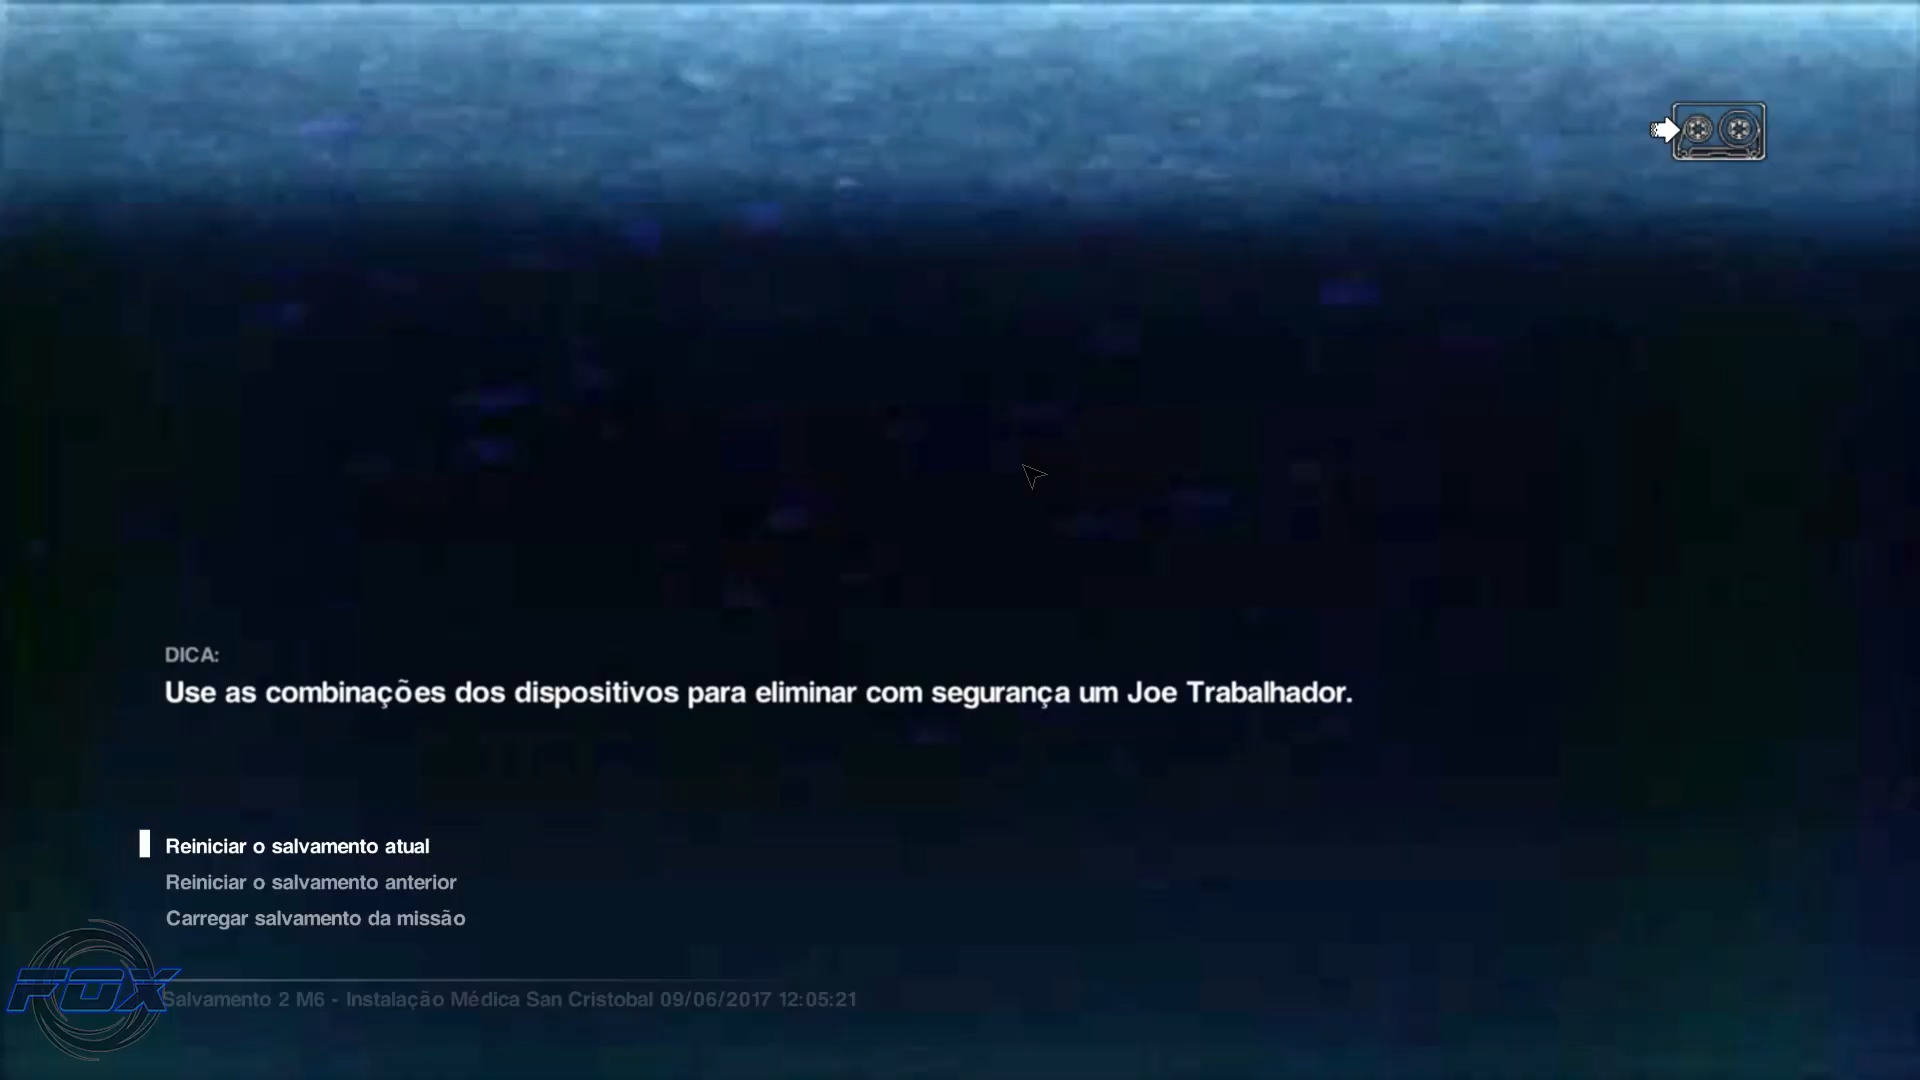 DICA:
Use as combinações dos dispositivos para eliminar com segurança um Joe Trabalhador.
Reiniciar o salvamento atual
Reiniciar o salvamento anterior
Carregar salvamento da missão
FOX
Salvamento 2 M6 - Instalação Médica San Cristobal 09/06/2017 12:05:21